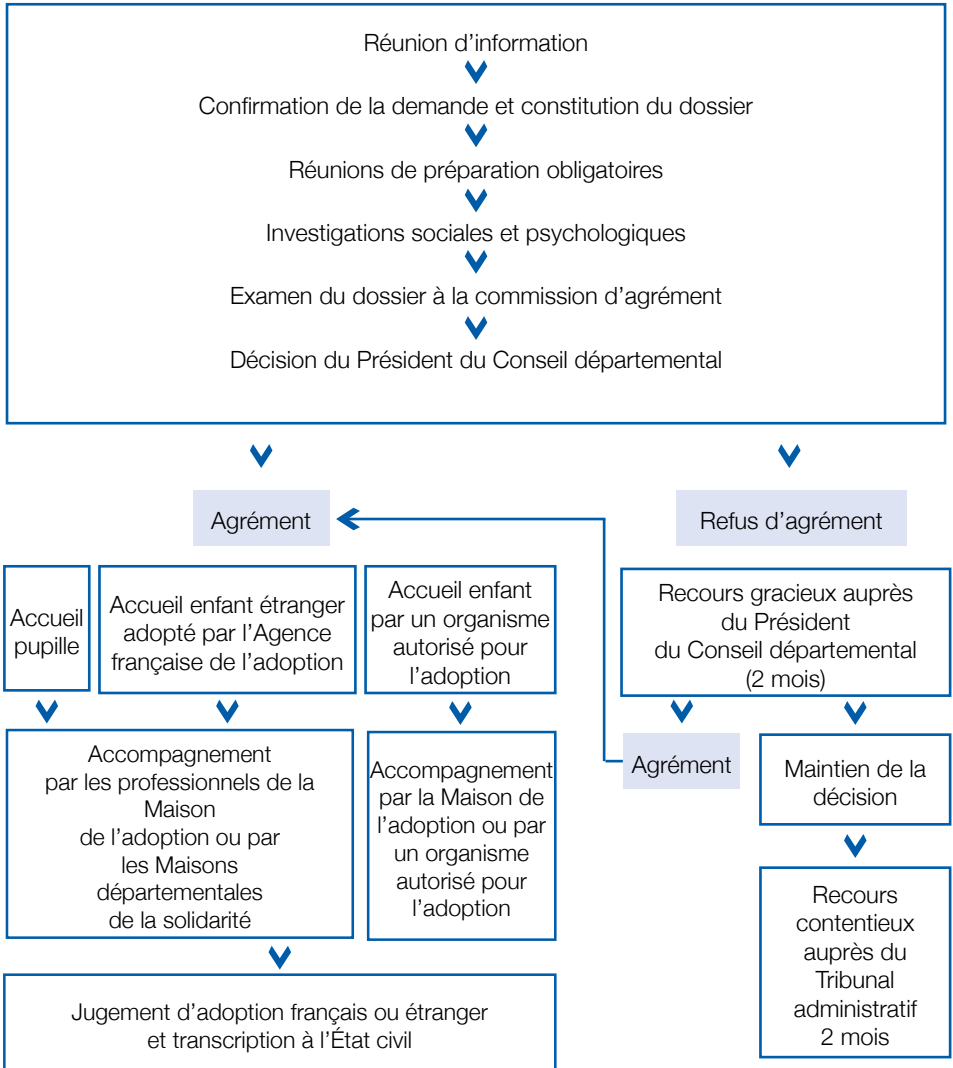 Réunion d’information
Confirmation de la demande et constitution du dossier
Réunions de préparation obligatoires
Investigations sociales et psychologiques
Examen du dossier à la commission d’agrément
Décision du Président du Conseil départemental
Agrément
Refus d’agrément
Accueil
pupille
Accueil enfant étranger
adopté par l’Agence
française de l’adoption
Accueil enfant
par un organisme
autorisé pour
l’adoption
Recours gracieux auprès
du Président
du Conseil départemental
(2 mois)
Accompagnement
par les professionnels de la
Maison
de l’adoption ou par
les Maisons
départementales
de la solidarité
Accompagnement
par la Maison de
l’adoption ou par
un organisme
autorisé pour
l’adoption
Agrément
Maintien de la
décision
Recours
contentieux
auprès du
Tribunal
administratif
2 mois
Jugement d’adoption français ou étranger
et transcription à l’État civil